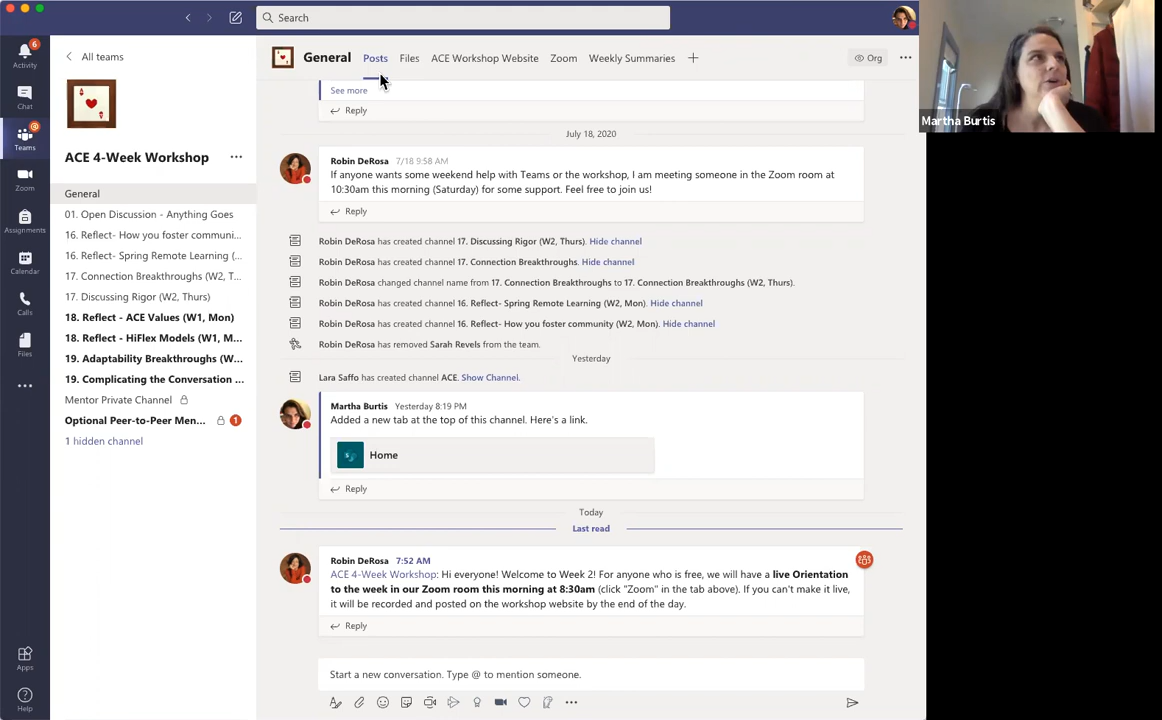 Search
6
Activity
Chat
Teams
Zoom
Assignments
Calendar
Calls
Files
Apps
Help
All teams
ACE 4-Week Workshop
General
01. Open Discussion - Anything Goes
16. Reflect- How you foster communi...
16. Reflect- Spring Remote Learning (...
17. Connection Breakthroughs (W2, T...
17. Discussing Rigor (W2, Thurs)
18. Reflect - ACE Values (W1, Mon)
18. Reflect - HiFlex Models (W1, M...
19. Adaptability Breakthroughs (W...
19. Complicating the Conversation ...
Mentor Private Channel
Optional Peer-to-Peer Men... 1
1 hidden channel
General Posts Files ACE Workshop Website Zoom Weekly Summaries + Org
See more
Reply
July 18, 2020
Robin DeRosa 7/18 9:58 AM
If anyone wants some weekend help with Teams or the workshop, I am meeting someone in the Zoom room at
10:30am this morning (Saturday) for some support. Feel free to join us!
Reply
Robin DeRosa has created channel 17. Discussing Rigor (W2, Thurs). Hide channel
Robin DeRosa has created channel 17. Connection Breakthroughs. Hide channel
Robin DeRosa changed channel name from 17. Connection Breakthroughs to 17. Connection Breakthroughs (W2, Thurs).
Robin DeRosa has created channel 16. Reflect- Spring Remote Learning (W2, Mon). Hide channel
Robin DeRosa has created channel 16. Reflect- How you foster community (W2, Mon). Hide channel
Robin DeRosa has removed Sarah Revels from the team.
Yesterday
Lara Saffo has created channel ACE. Show Channel.
Martha Burtis Yesterday 8:19 PM
Added a new tab at the top of this channel. Here's a link.
Home
Reply
Today
Last read
Robin DeRosa 7:52 AM
ACE 4-Week Workshop: Hi everyone! Welcome to Week 2! For anyone who is free, we will have a live Orientation
to the week in our Zoom room this morning at 8:30am (click "Zoom" in the tab above). If you can't make it live,
it will be recorded and posted on the workshop website by the end of the day.
Reply
Start a new conversation. Type @ to mention someone.
Martha Burtis